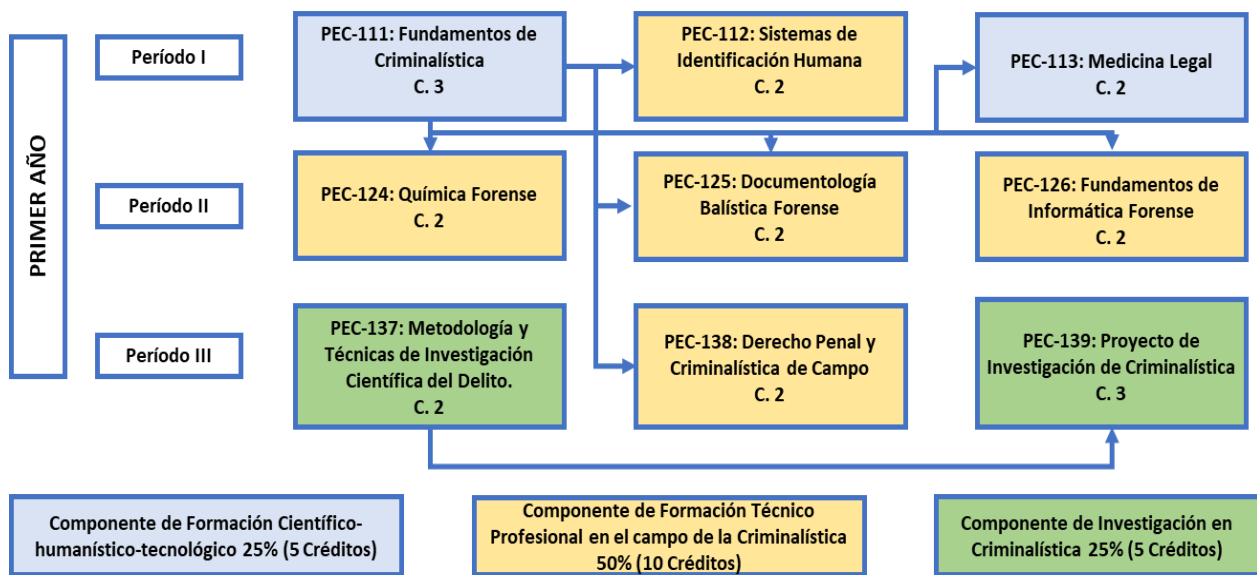 PRIMER AÑO
Período I
PEC-111: Fundamentos de
Criminalística
C. 3
PEC-112: Sistemas de
Identificación Humana
C. 2
PEC-113: Medicina Legal
C. 2
Período II
PEC-124: Química Forense
C. 2
PEC-125: Documentología
Balística Forense
C. 2
PEC-126: Fundamentos de
Informática Forense
C. 2
Período III
PEC-137: Metodología y
Técnicas de Investigación
Científica del Delito.
C. 2
PEC-138: Derecho Penal y
Criminalística de Campo
C. 2
PEC-139: Proyecto de
Investigación de Criminalística
C. 3
Componente de Formación Científico-
humanístico-tecnológico 25% (5 Créditos)
Componente de Formación Técnico
Profesional en el campo de la Criminalística
50% (10 Créditos)
Componente de Investigación en
Criminalística 25% (5 Créditos)